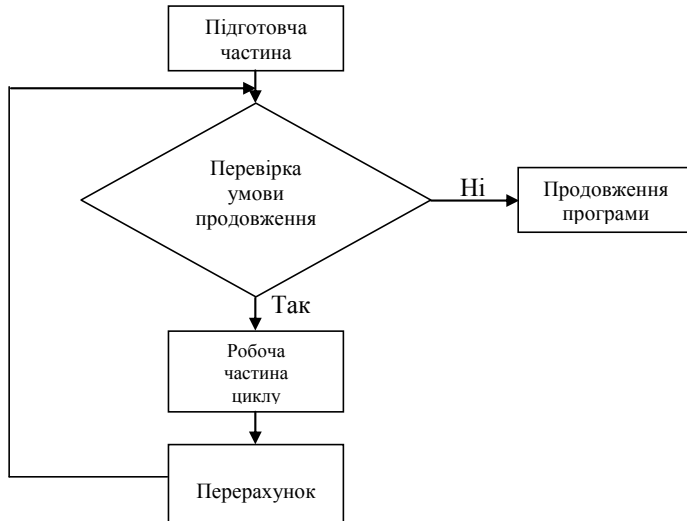 Підготовча
частина
Перевірка
умови
продовження
Ні
Продовження
програми
Так
Робоча
частина
циклу
Перерахунок